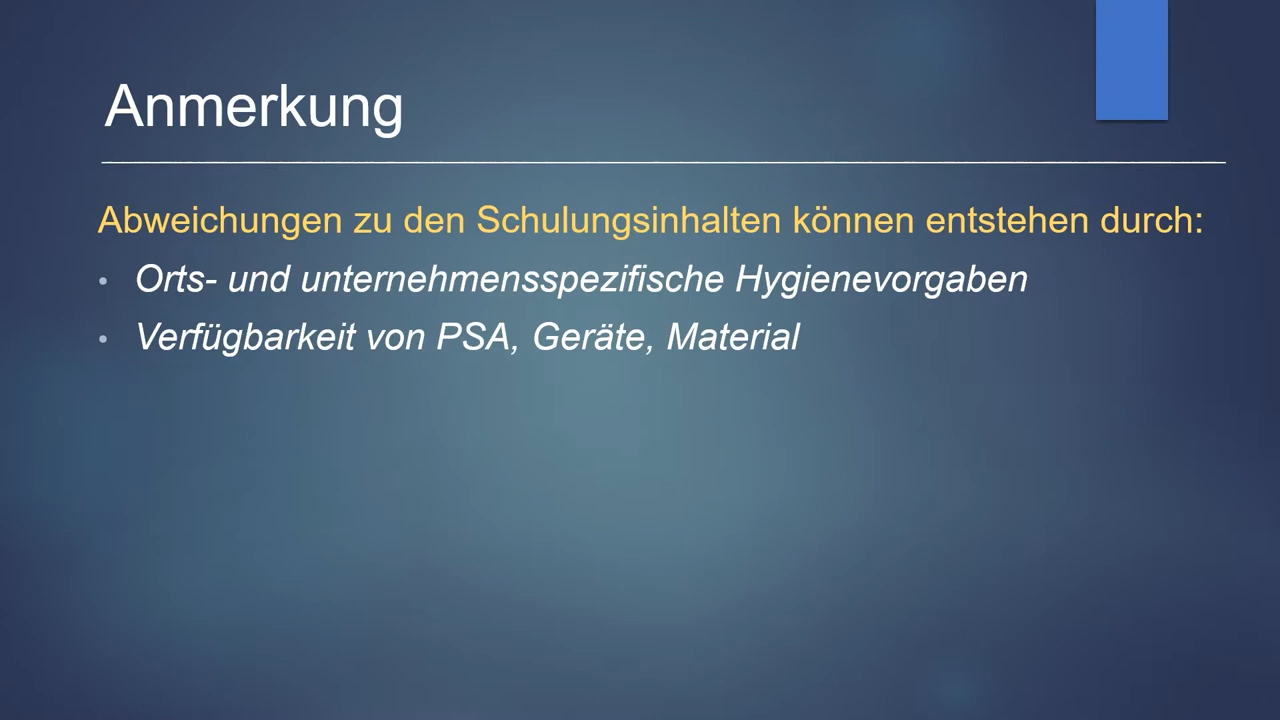 Anmerkung
Abweichungen zu den Schulungsinhalten können entstehen durch:
• Orts- und unternehmensspezifische Hygienevorgaben
• Verfügbarkeit von PSA, Geräte, Material